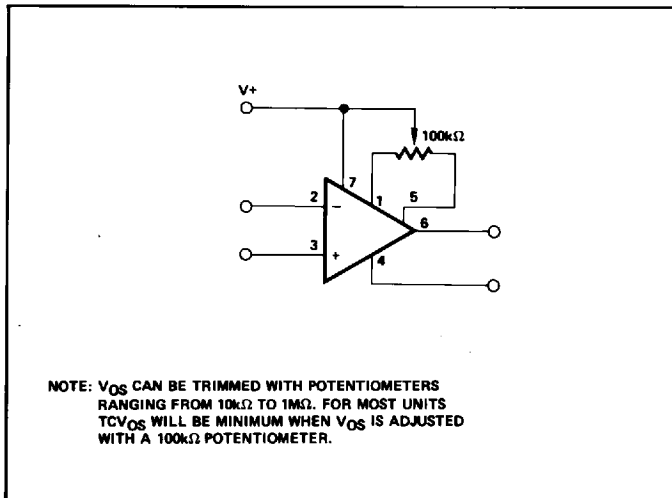 V+
100kΩ
7
1
5
2
−
6
3
+
4
NOTE: VOS CAN BE TRIMMED WITH POTENTIOMETERS
RANGING FROM 10kΩ TO 1MΩ. FOR MOST UNITS
TCVOS WILL BE MINIMUM WHEN VOS IS ADJUSTED
WITH A 100kΩ POTENTIOMETER.